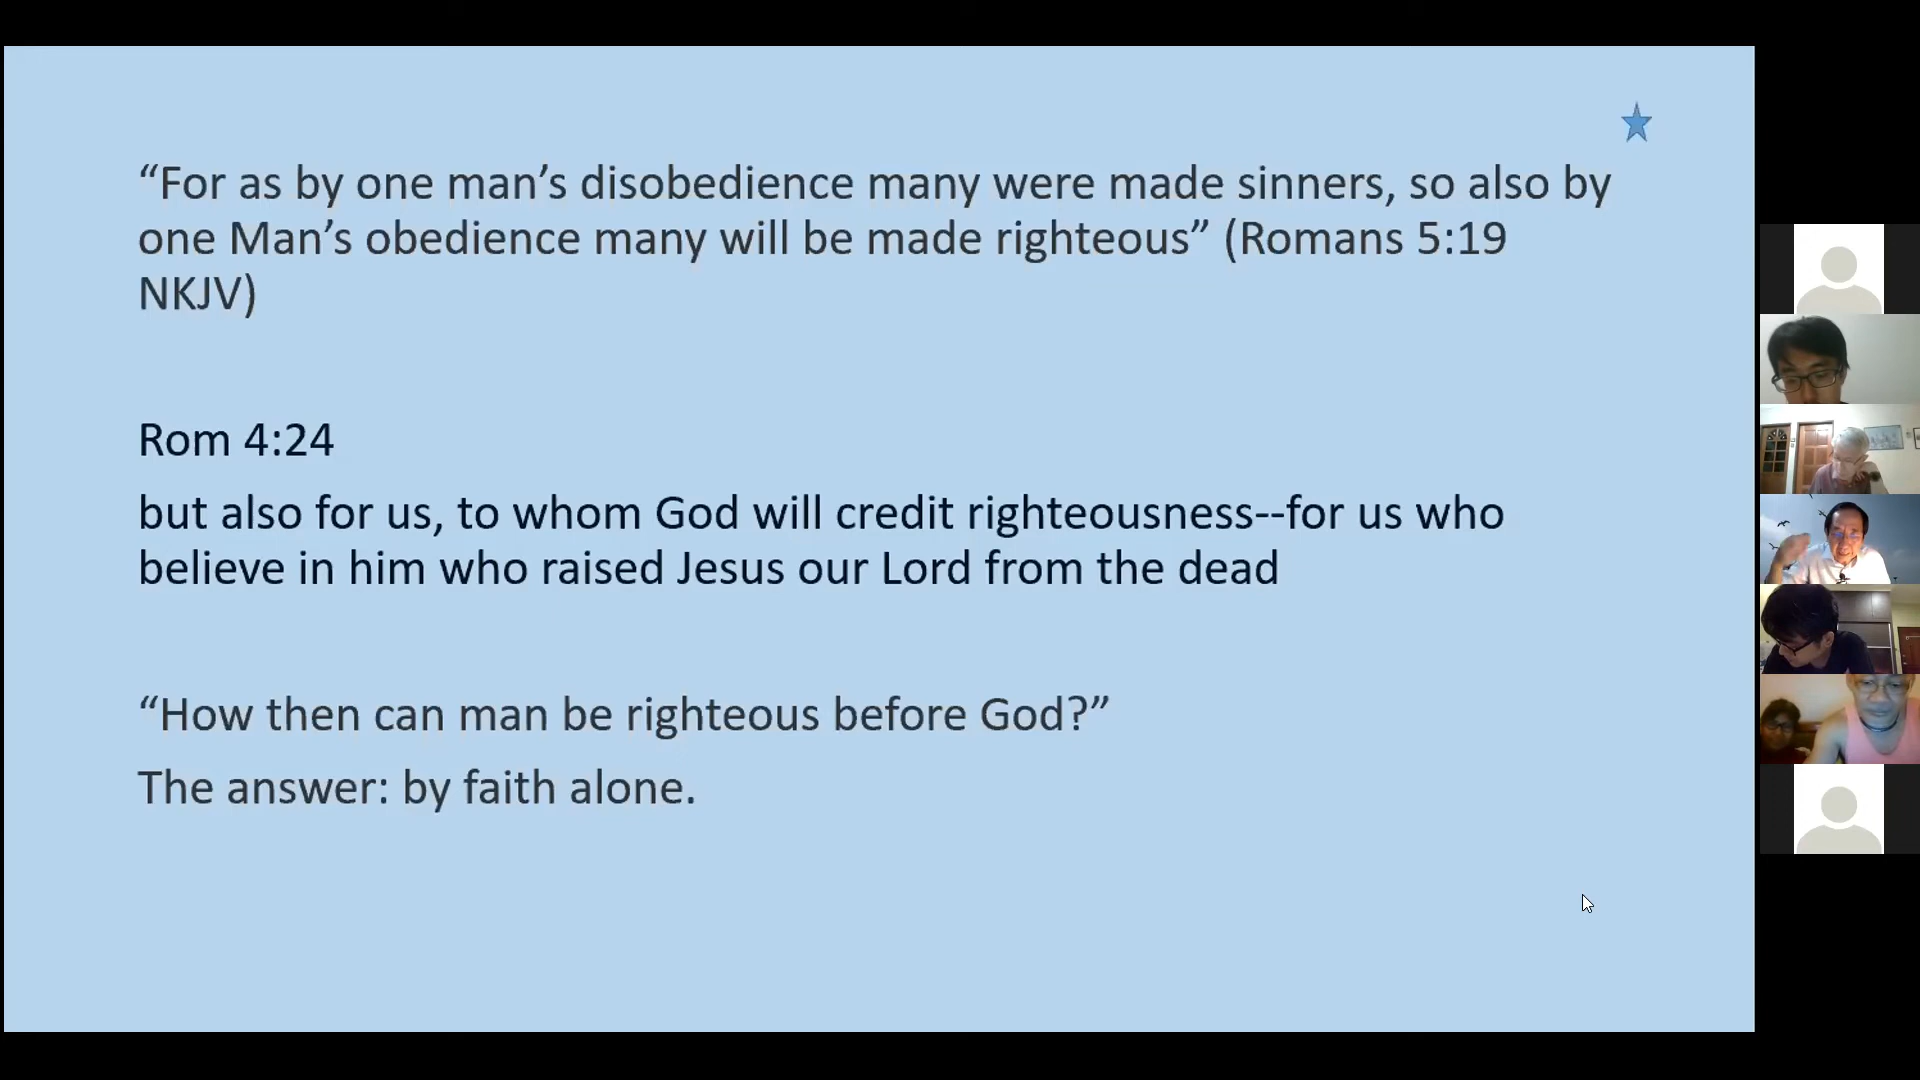 “For as by one man’s disobedience many were made sinners, so also by
one Man’s obedience many will be made righteous” (Romans 5:19
NKJV)
Rom 4:24
but also for us, to whom God will credit righteousness--for us who
believe in him who raised Jesus our Lord from the dead
“How then can man be righteous before God?”
The answer: by faith alone.